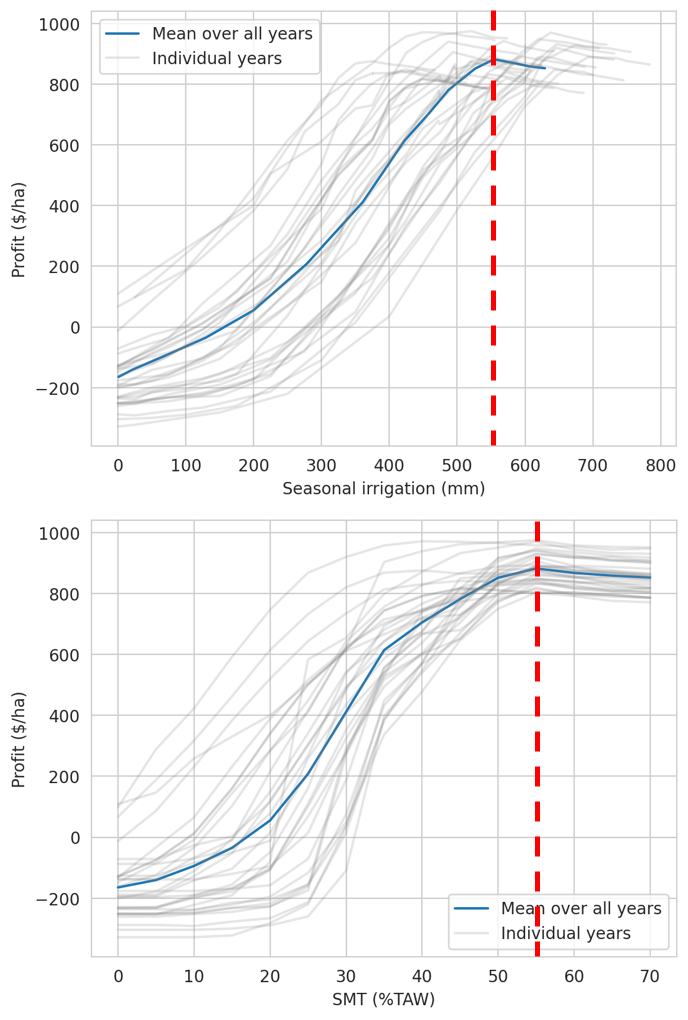 1000
800
600
400
200
0
−200
Profit ($/ha)
Mean over all years
Individual years
0 100 200 300 400 500 600 700 800
Seasonal irrigation (mm)
1000
800
600
400
200
0
−200
Profit ($/ha)
Mean over all years
Individual years
0 10 20 30 40 50 60 70
SMT (%TAW)